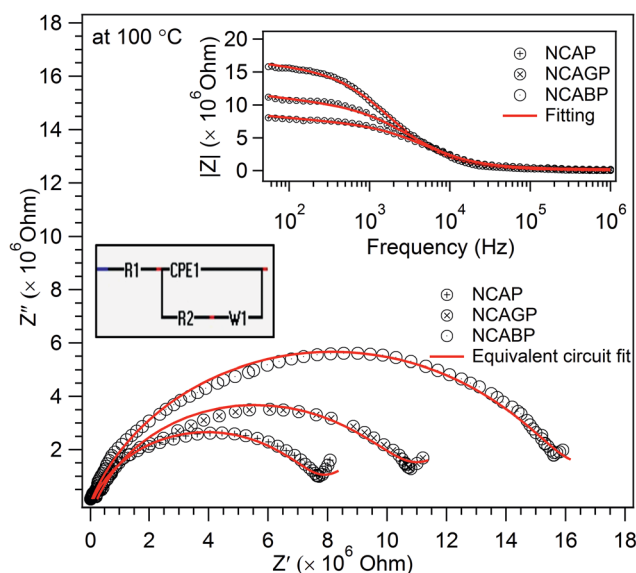 at 100 °C
20
15
10
5
0
|Z| (× 10⁶Ohm)
NCAP
NCAGP
NCABP
Fitting
10² 10³ 10⁴ 10⁵ 10⁶
Frequency (Hz)
R1 CPE1
R2 W1
NCAP
NCAGP
NCABP
Equivalent circuit fit
18
16
14
12
10
8
6
4
2
Z″ (× 10⁶ Ohm)
0 2 4 6 8 10 12 14 16 18
Z′ (× 10⁶ Ohm)